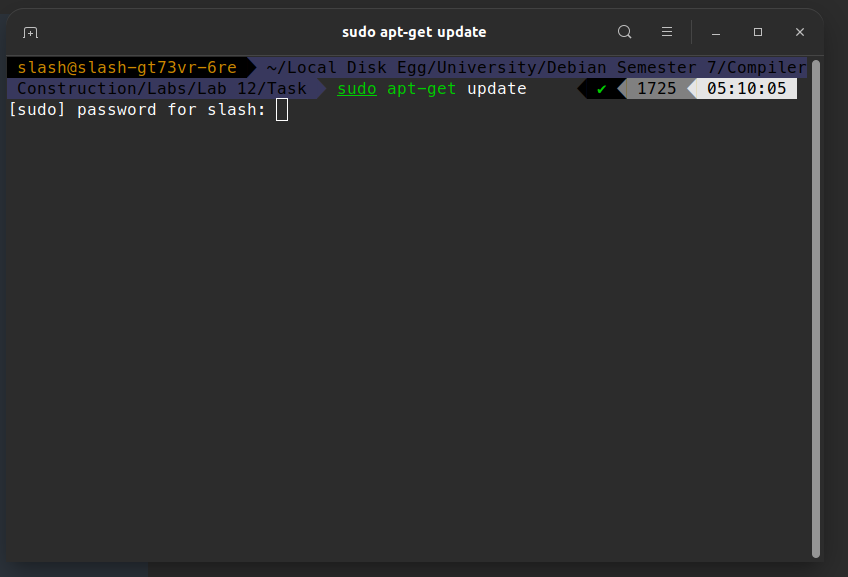 sudo apt-get update
slash@slash-gt73vr-6re ~/Local Disk Egg/University/Debian Semester 7/Compiler
Construction/Labs/Lab 12/Task sudo apt-get update ✔ 1725 05:10:05
[sudo] password for slash: